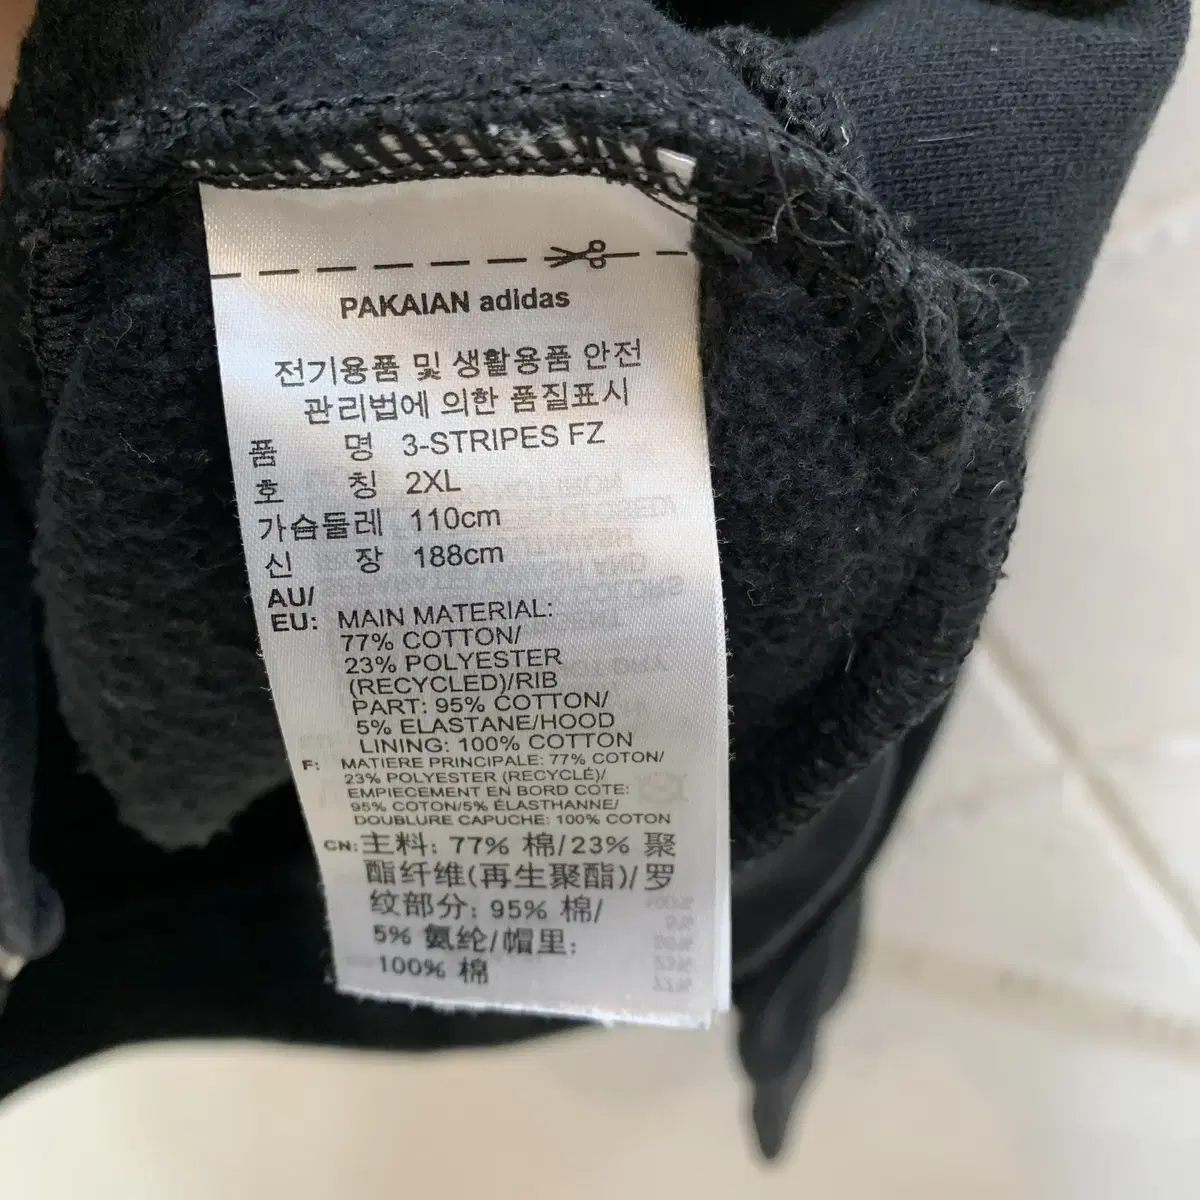 PAKAIAN adidas
전기용품 및 생활용품 안전
관리법에 의한 품질표시
품 명 3-STRIPES FZ
호 칭 2XL
가슴둘레 110cm
신 장 188cm
AU/
EU: MAIN MATERIAL:
77% COTTON/
23% POLYESTER
(RECYCLED)/RIB
PART: 95% COTTON/
5% ELASTANE/HOOD
LINING: 100% COTTON
F: MATIERE PRINCIPALE: 77% COTON/
23% POLYESTER (RECYCLÉ)/
EMPIECEMENT EN BORD COTE:
95% COTON/5% ÉLASTHANNE/
DOUBLURE CAPUCHE: 100% COTON
CN: 主料: 77% 棉/23% 聚
酯纤维(再生聚酯)/罗
纹部分: 95% 棉/
5% 氨纶/帽里:
100% 棉